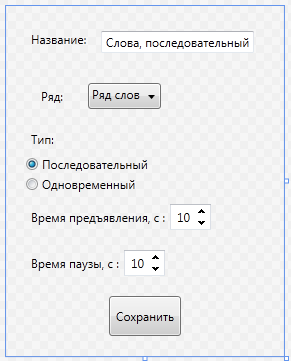 Название: Слова, последовательный
Ряд: Ряд слов
Тип:
Последовательный
Одновременный
Время предъявления, с : 10
Время паузы, с : 10
Сохранить